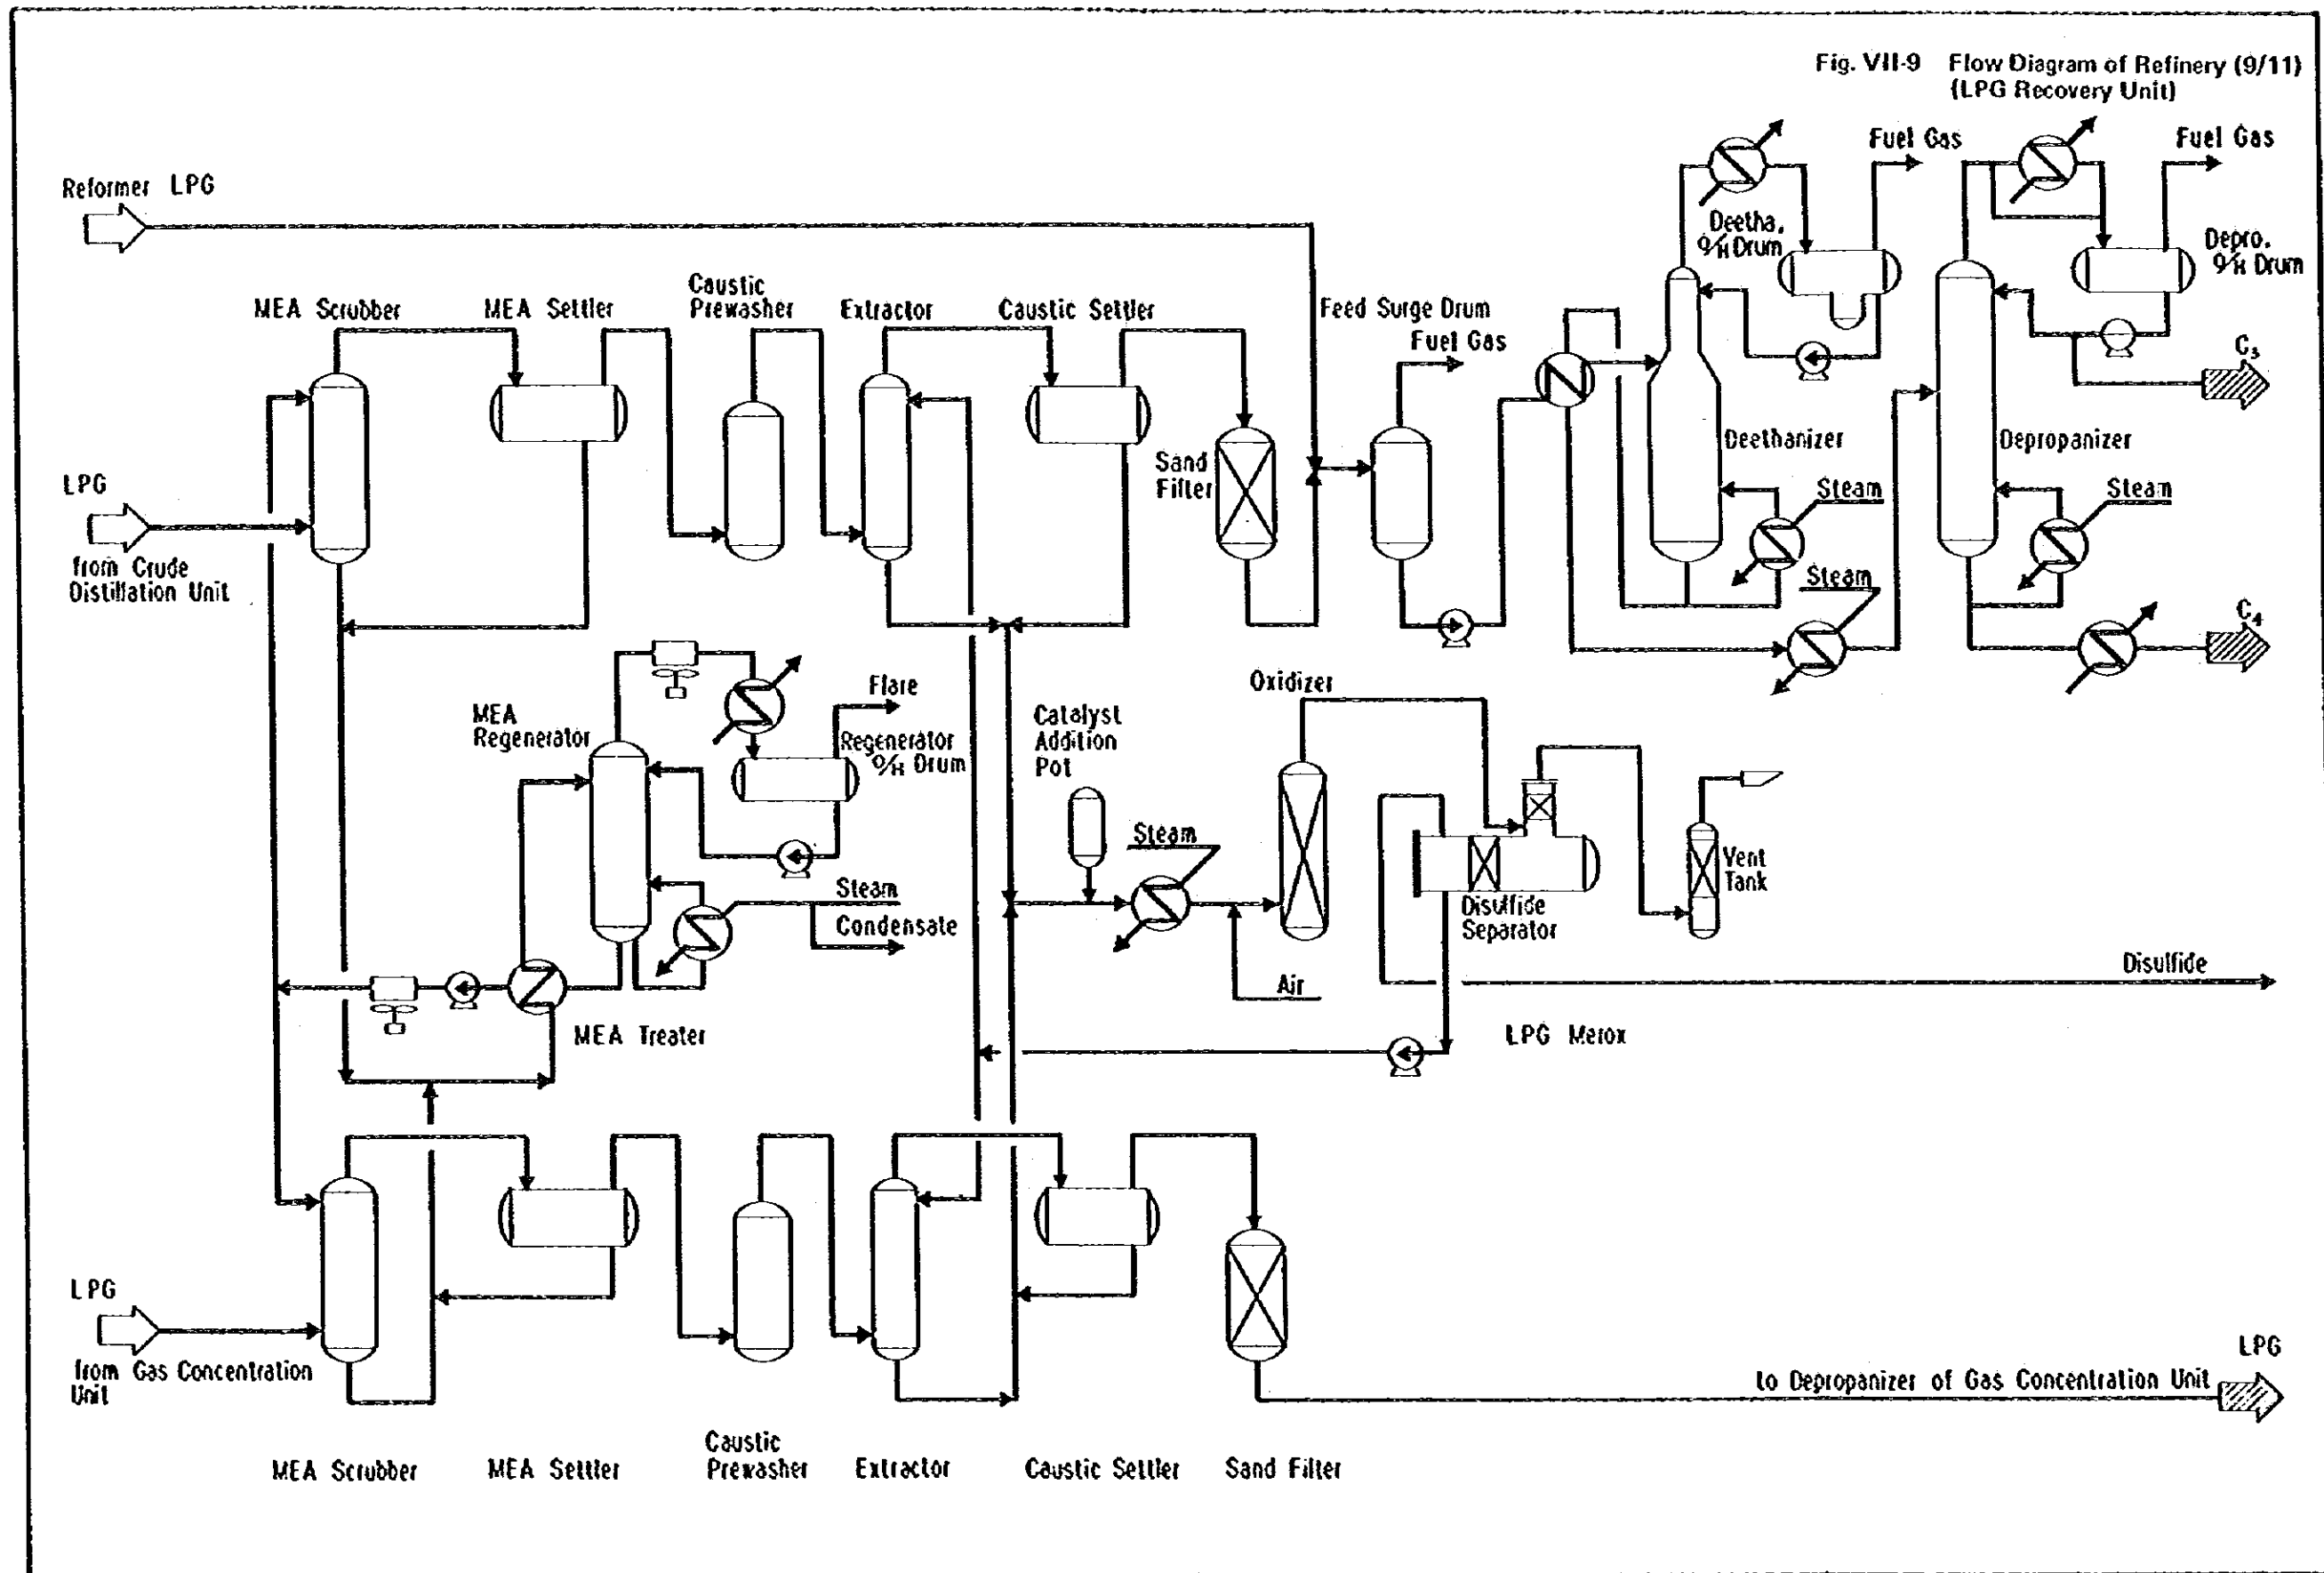 Fig. VII-9 Flow Diagram of Refinery (9/11)
(LPG Recovery Unit)
Fuel Gas
Fuel Gas
Reformer LPG
Deetha.
O/H Drum
Depro.
O/H Drum
MEA Scrubber
MEA Settler
Caustic
Prewasher
Extractor
Caustic Settler
Feed Surge Drum
Fuel Gas
C3
Deethanizer
Depropanizer
Sand
Filter
LPG
from Crude
Distillation Unit
Steam
Steam
Steam
C4
MEA
Regenerator
Flare
Regenerator
O/H Drum
Catalyst
Addition
Pot
Oxidizer
Steam
Vent
Tank
Steam
Condensate
Disulfide
Separator
Disulfide
Air
MEA Treater
LPG Merox
LPG
from Gas Concentration
Unit
LPG
to Depropanizer of Gas Concentration Unit
MEA Scrubber
MEA Settler
Caustic
Prewasher
Extractor
Caustic Settler
Sand Filter